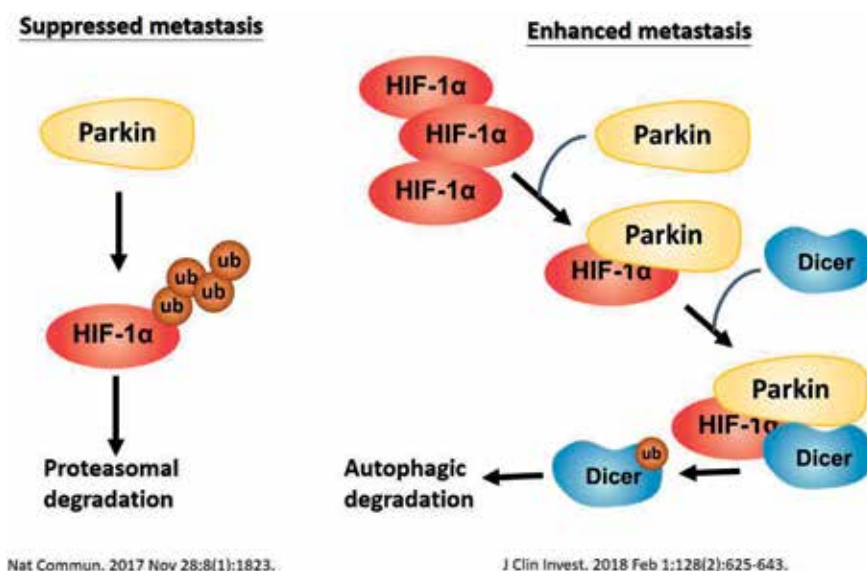 Suppressed metastasis
Parkin
ub
ub
ub
ub
HIF-1α
Proteasomal
degradation
Nat Commun. 2017 Nov 28;8(1):1823.
Enhanced metastasis
HIF-1α
HIF-1α
HIF-1α
Parkin
Parkin
HIF-1α
Dicer
Parkin
HIF-1α
Dicer
ub
Dicer
Autophagic
degradation
J Clin Invest. 2018 Feb 1;128(2):625-643.